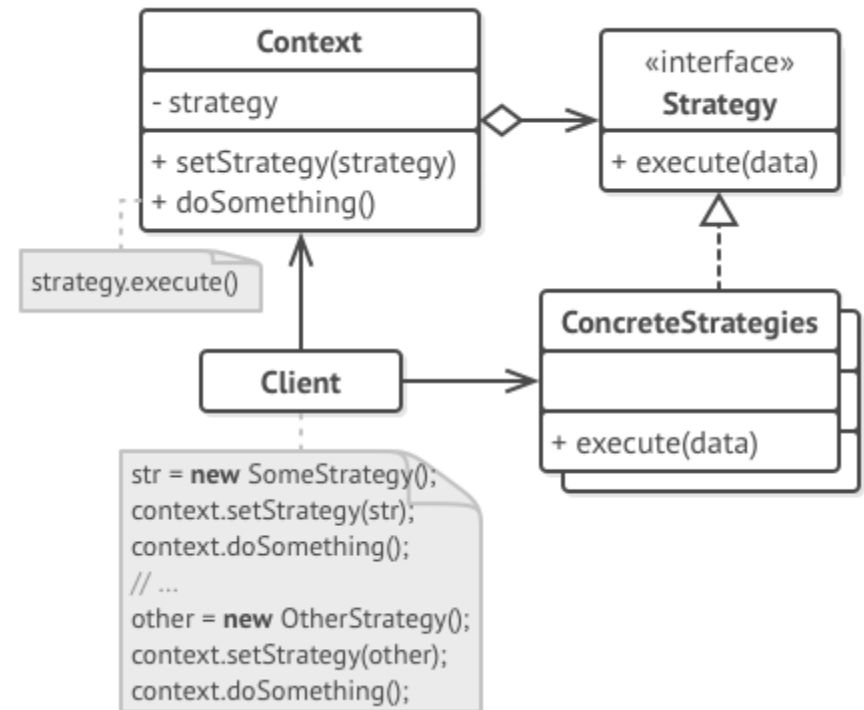 Context
- strategy
+ setStrategy(strategy)
+ doSomething()
«interface»
Strategy
+ execute(data)
strategy.execute()
Client
ConcreteStrategies
+ execute(data)
str = new SomeStrategy();
context.setStrategy(str);
context.doSomething();
// ...
other = new OtherStrategy();
context.setStrategy(other);
context.doSomething();